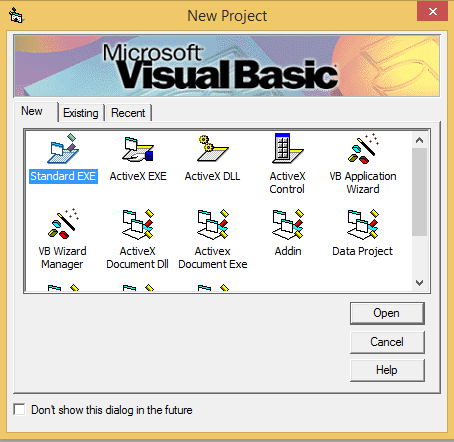 New Project
Microsoft
Visual Basic
New Existing Recent
Standard EXE ActiveX EXE ActiveX DLL ActiveX Control VB Application Wizard
VB Wizard Manager ActiveX Document Dll Activex Document Exe Addin Data Project
Open
Cancel
Help
Don't show this dialog in the future